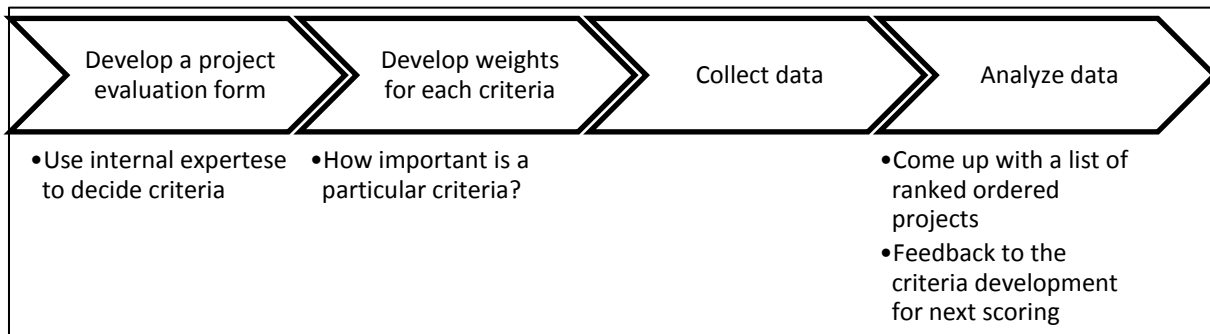 Develop a project
evaluation form
•Use internal expertese
to decide criteria
Develop weights
for each criteria
•How important is a
particular criteria?
Collect data
Analyze data
•Come up with a list of
ranked ordered
projects
•Feedback to the
criteria development
for next scoring